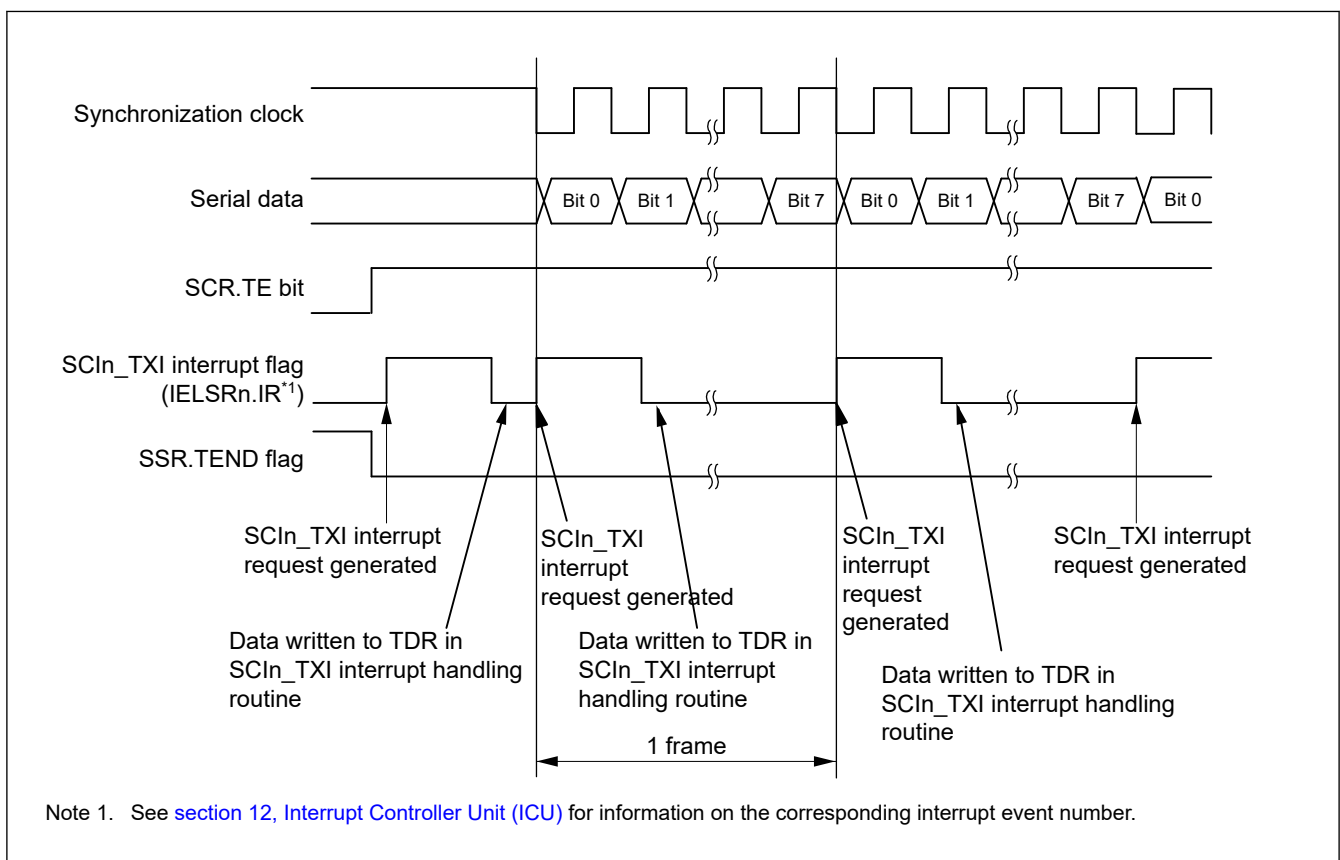 Synchronization clock
Serial data
Bit 0 Bit 1 Bit 7 Bit 0 Bit 1 Bit 7 Bit 0
SCR.TE bit
SCIn_TXI interrupt flag
(IELSRn.IR*1)
SSR.TEND flag
SCIn_TXI interrupt
request generated
SCIn_TXI
interrupt
request generated
SCIn_TXI
interrupt
request
generated
SCIn_TXI interrupt
request generated
Data written to TDR in
SCIn_TXI interrupt handling
routine
Data written to TDR in
SCIn_TXI interrupt
handling routine
Data written to TDR in
SCIn_TXI interrupt handling
routine
1 frame
Note 1. See section 12, Interrupt Controller Unit (ICU) for information on the corresponding interrupt event number.